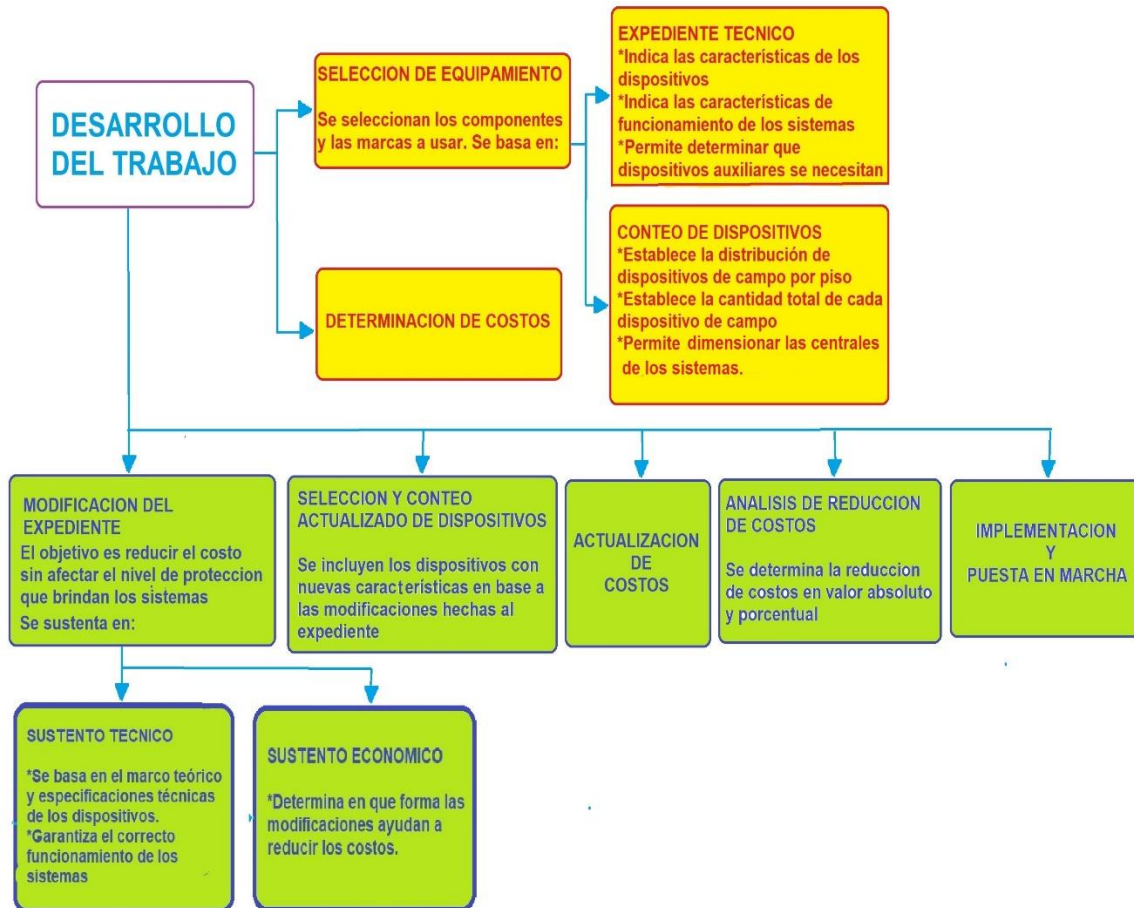 DESARROLLO
DEL TRABAJO
SELECCION DE EQUIPAMIENTO
Se seleccionan los componentes
y las marcas a usar. Se basa en:
EXPEDIENTE TECNICO
*Indica las características de los
dispositivos
*Indica las características de
funcionamiento de los sistemas
*Permite determinar que
dispositivos auxiliares se necesitan
CONTEO DE DISPOSITIVOS
*Establece la distribución de
dispositivos de campo por piso
*Establece la cantidad total de cada
dispositivo de campo
*Permite dimensionar las centrales
de los sistemas.
DETERMINACION DE COSTOS
MODIFICACION DEL
EXPEDIENTE
El objetivo es reducir el costo
sin afectar el nivel de proteccion
que brindan los sistemas
Se sustenta en:
SELECCION Y CONTEO
ACTUALIZADO DE DISPOSITIVOS
Se incluyen los dispositivos con
nuevas características en base a
las modificaciones hechas al
expediente
ACTUALIZACION
DE
COSTOS
ANALISIS DE REDUCCION
DE COSTOS
Se determina la reduccion
de costos en valor absoluto
y porcentual
IMPLEMENTACION
Y
PUESTA EN MARCHA
SUSTENTO TECNICO
*Se basa en el marco teórico
y especificaciones técnicas
de los dispositivos.
*Garantiza el correcto
funcionamiento de los
sistemas
SUSTENTO ECONOMICO
*Determina en que forma las
modificaciones ayudan a
reducir los costos.